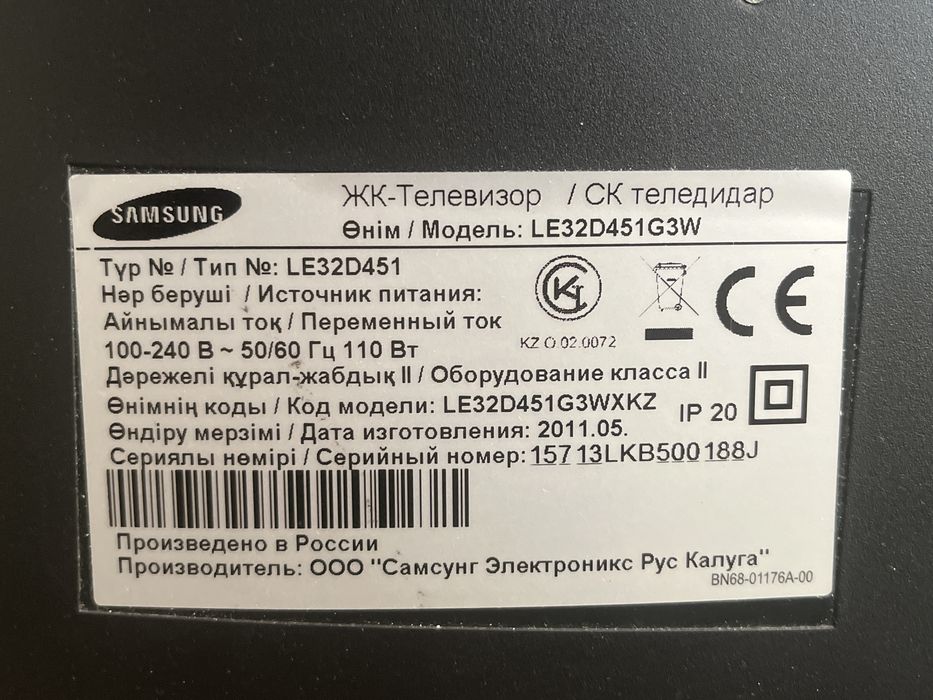 SAMSUNG
ЖК-Телевизор / СК теледидар
Өнім / Модель: LE32D451G3W
Түр № / Тип №: LE32D451
Нәр беруші / Источник питания:
Айнымалы тоқ / Переменный ток
100-240 В ~ 50/60 Гц 110 Вт
KZ.O.02.0072
Дәрежелі құрал-жабдық II / Оборудование класса II
Өнімнің коды / Код модели: LE32D451G3WXKZ
IP 20
Өндіру мерзімі / Дата изготовления: 2011.05.
Сериялы нөмірі / Серийный номер: 15713LKB500188J
Произведено в России
Производитель: ООО "Самсунг Электроникс Рус Калуга"
BN68-01176A-00